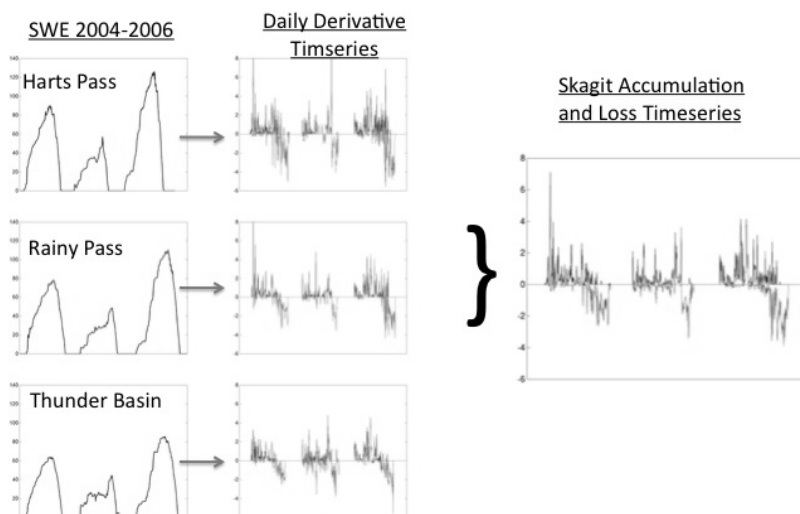 SWE 2004-2006
Daily Derivative
Timseries
Harts Pass
Rainy Pass
Thunder Basin
Skagit Accumulation
and Loss Timeseries
}
8
6
4
2
0
-2
-4
-6